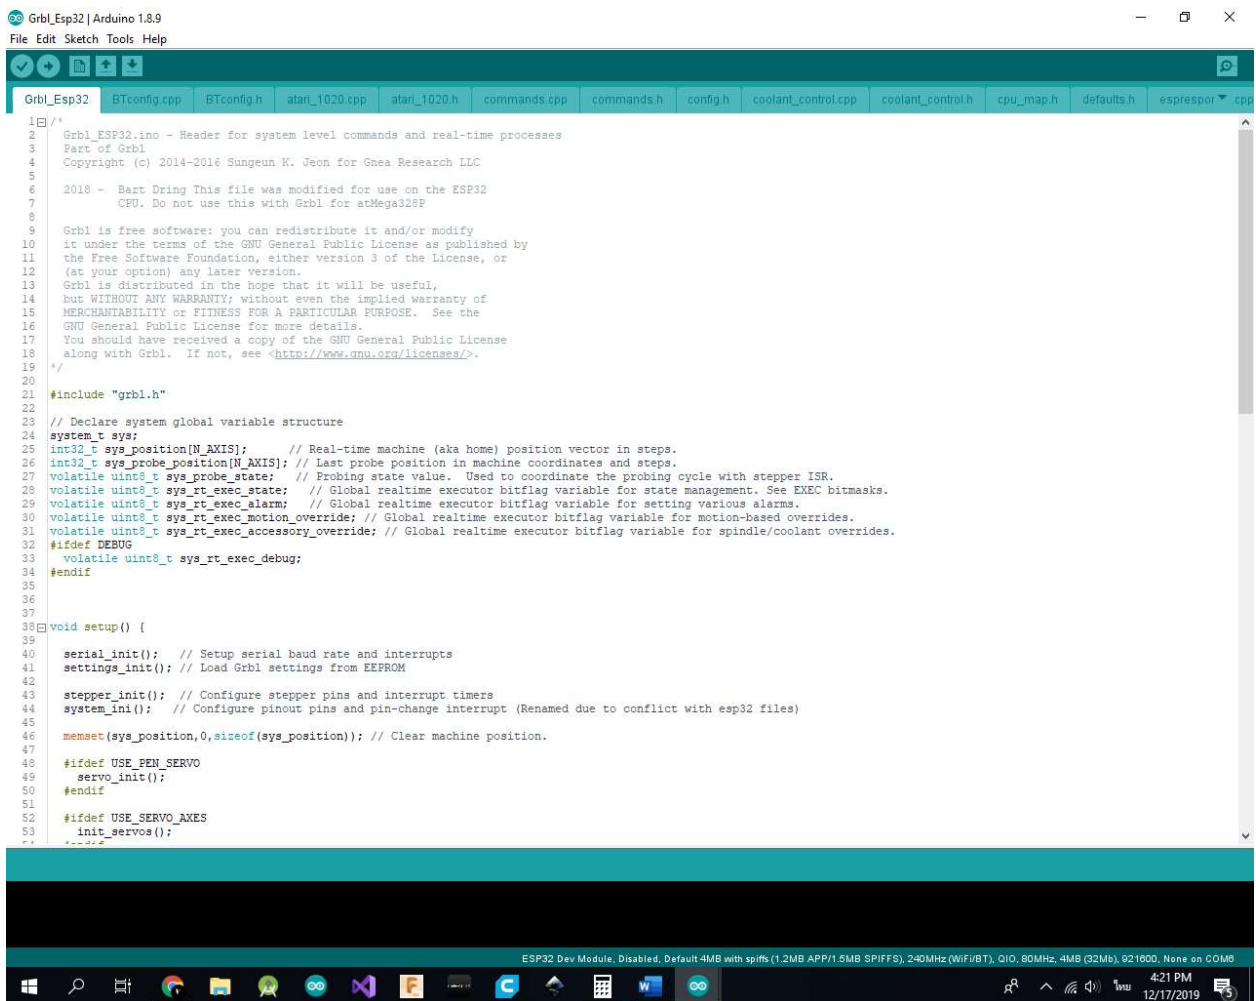 Grbl_Esp32 | Arduino 1.8.9
File Edit Sketch Tools Help
Grbl_Esp32 BTconfig.cpp BTconfig.h atari_1020.cpp atari_1020.h commands.cpp commands.h config.h coolant_control.cpp coolant_control.h cpu_map.h defaults.h esprespor .cpp
1 /*
2 Grbl_ESP32.ino - Header for system level commands and real-time processes
3 Part of Grbl
4 Copyright (c) 2014-2016 Sungeun K. Jeon for Gnea Research LLC
5
6 2018 - Bart Dring This file was modified for use on the ESP32
7 CPU. Do not use this with Grbl for atMega328P
8
9 Grbl is free software: you can redistribute it and/or modify
10 it under the terms of the GNU General Public License as published by
11 the Free Software Foundation, either version 3 of the License, or
12 (at your option) any later version.
13 Grbl is distributed in the hope that it will be useful,
14 but WITHOUT ANY WARRANTY; without even the implied warranty of
15 MERCHANTABILITY or FITNESS FOR A PARTICULAR PURPOSE. See the
16 GNU General Public License for more details.
17 You should have received a copy of the GNU General Public License
18 along with Grbl. If not, see <http://www.gnu.org/licenses/>.
19 */
20
21 #include "grbl.h"
22
23 // Declare system global variable structure
24 system_t sys;
25 int32_t sys_position[N_AXIS]; // Real-time machine (aka home) position vector in steps.
26 int32_t sys_probe_position[N_AXIS]; // Last probe position in machine coordinates and steps.
27 volatile uint8_t sys_probe_state; // Probing state value. Used to coordinate the probing cycle with stepper ISR.
28 volatile uint8_t sys_rt_exec_state; // Global realtime executor bitflag variable for state management. See EXEC bitmasks.
29 volatile uint8_t sys_rt_exec_alarm; // Global realtime executor bitflag variable for setting various alarms.
30 volatile uint8_t sys_rt_exec_motion_override; // Global realtime executor bitflag variable for motion-based overrides.
31 volatile uint8_t sys_rt_exec_accessory_override; // Global realtime executor bitflag variable for spindle/coolant overrides.
32 #ifdef DEBUG
33 volatile uint8_t sys_rt_exec_debug;
34 #endif
35
36
37
38 void setup() {
39
40 serial_init(); // Setup serial baud rate and interrupts
41 settings_init(); // Load Grbl settings from EEPROM
42
43 stepper_init(); // Configure stepper pins and interrupt timers
44 system_ini(); // Configure pinout pins and pin-change interrupt (Renamed due to conflict with esp32 files)
45
46 memset(sys_position,0,sizeof(sys_position)); // Clear machine position.
47
48 #ifdef USE_PEN_SERVO
49 servo_init();
50 #endif
51
52 #ifdef USE_SERVO_AXES
53 init_servos();
ESP32 Dev Module, Disabled, Default 4MB with spiffs (1.2MB APP/1.5MB SPIFFS), 240MHz (WiFi/BT), QIO, 80MHz, 4MB (32Mb), 921600, None on COM6
ไทย
4:21 PM
12/17/2019
5